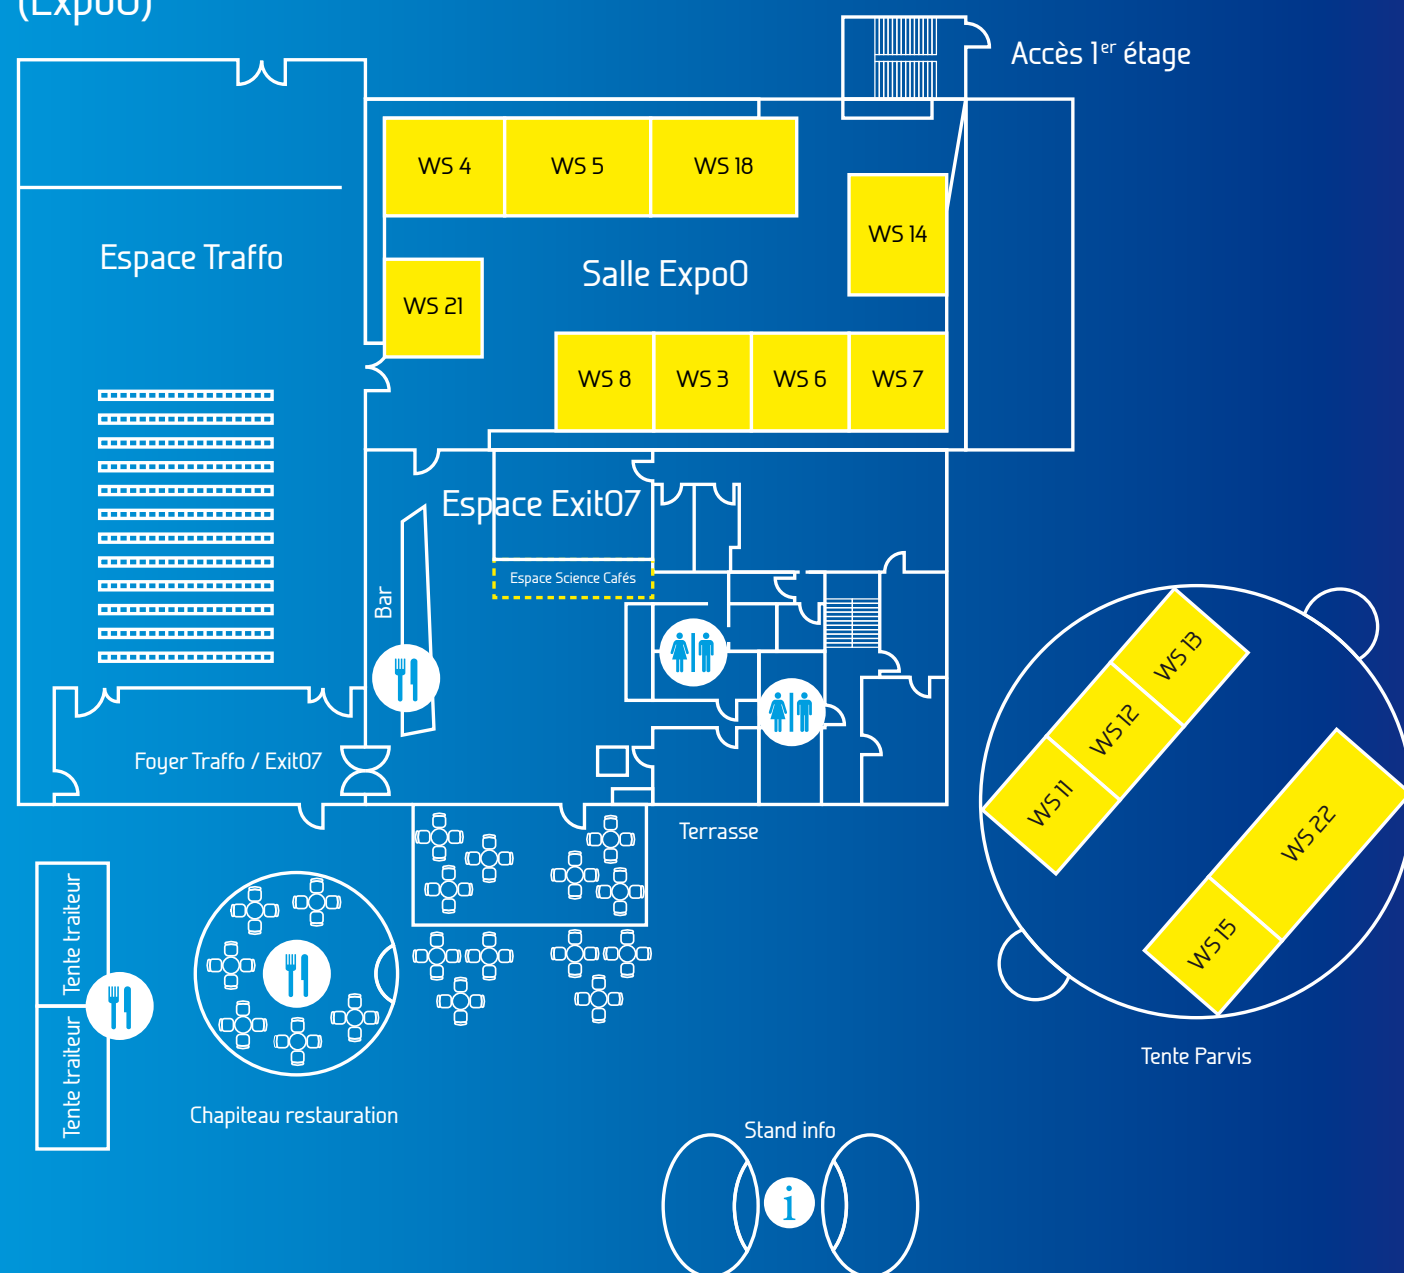 (Expo0)
Accès 1er étage
WS 4
WS 5
WS 18
WS 14
Espace Traffo
Salle Expo0
WS 21
WS 8
WS 3
WS 6
WS 7
Espace Exit07
Espace Science Cafés
Bar
Foyer Traffo / Exit07
Terrasse
WS 13
WS 12
WS 11
WS 22
WS 15
Tente Parvis
Tente traiteur
Tente traiteur
Chapiteau restauration
Stand info
i